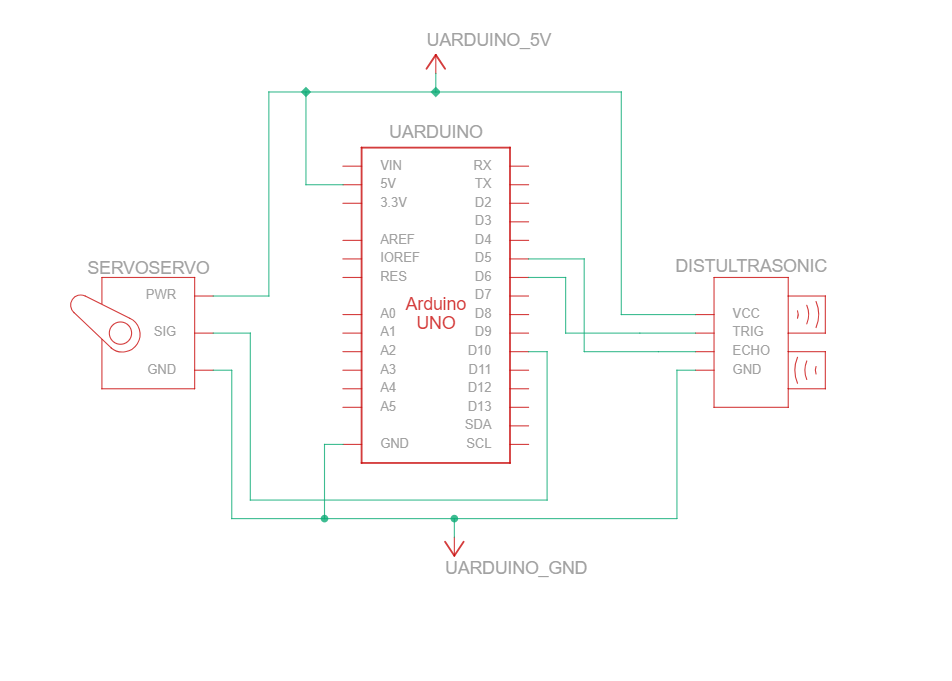 UARDUINO_5V
UARDUINO
VIN RX
5V TX
3.3V D2
D3
AREF D4
IOREF D5
RES D6
D7
A0 D8
A1 D9
A2 D10
A3 D11
A4 D12
A5 D13
SDA
GND SCL
Arduino
UNO
SERVOSERVO
PWR
SIG
GND
DISTULTRASONIC
VCC
TRIG
ECHO
GND
UARDUINO_GND